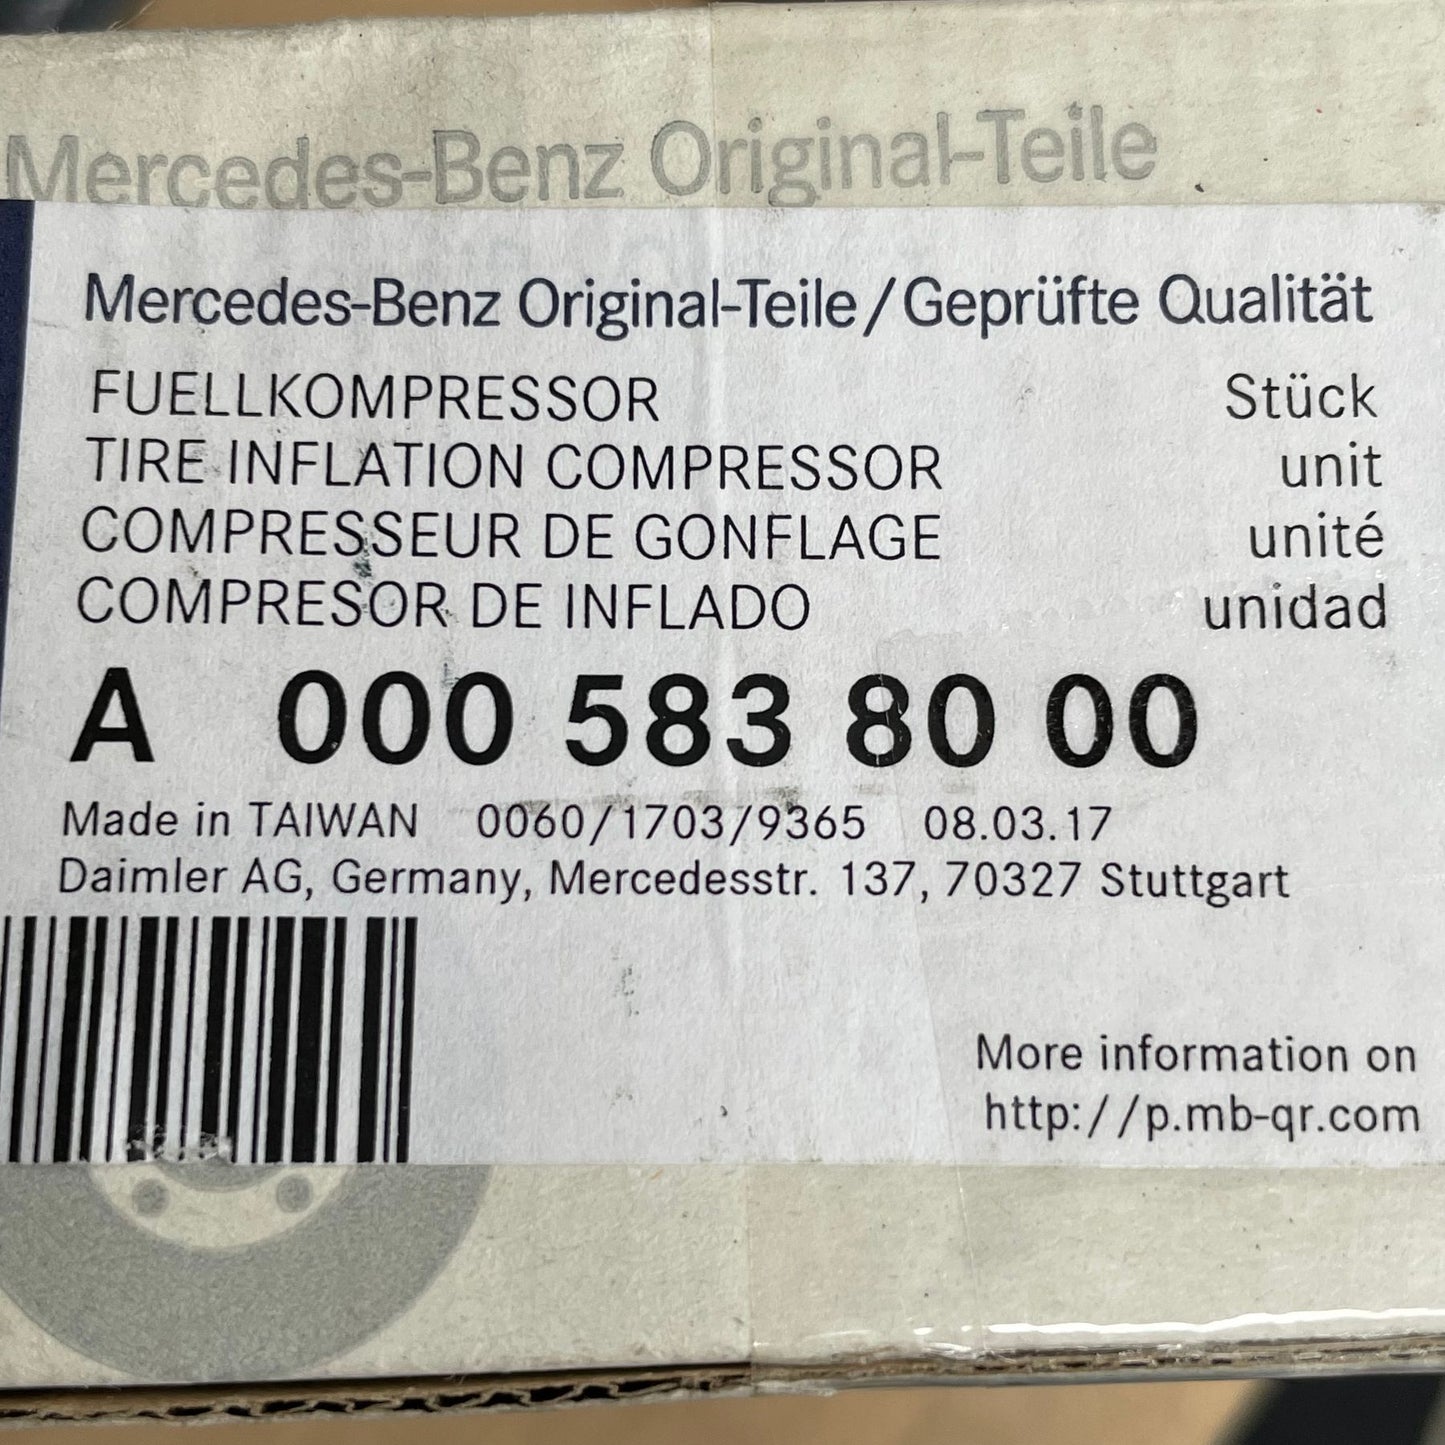 Mercedes-Benz Original-Teile
Mercedes-Benz Original-Teile/Geprüfte Qualität
FUELLKOMPRESSOR Stück
TIRE INFLATION COMPRESSOR unit
COMPRESSEUR DE GONFLAGE unité
COMPRESOR DE INFLADO unidad
A 000 583 80 00
Made in TAIWAN 0060/1703/9365 08.03.17
Daimler AG, Germany, Mercedesstr. 137, 70327 Stuttgart
More information on
http://p.mb-qr.com